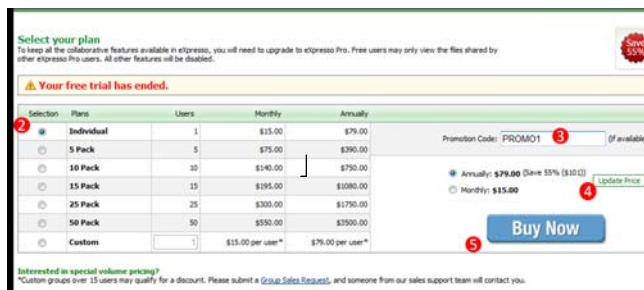 Select your plan
To keep all the collaborative features available in eXpresso, you will need to upgrade to eXpresso Pro. Free users may only view the files shared by
other eXpresso Pro users. All other features will be disabled.
Save
55%
Your free trial has ended.
Selection Plans Users Monthly Annually
2 Individual 1 $15.00 $79.00
5 Pack 5 $75.00 $390.00
10 Pack 10 $140.00 $750.00
15 Pack 15 $195.00 $1080.00
25 Pack 25 $300.00 $1750.00
50 Pack 50 $550.00 $3500.00
Custom 1 $15.00 per user* $79.00 per user*
Promotion Code: PROMO1 3 (if available
Annually: $79.00 (Save 55% ($101))
Monthly: $15.00
Update Price
4
Buy Now
5
Interested in special volume pricing?
*Custom groups over 15 users may qualify for a discount. Please submit a Group Sales Request, and someone from our sales support team will contact you.